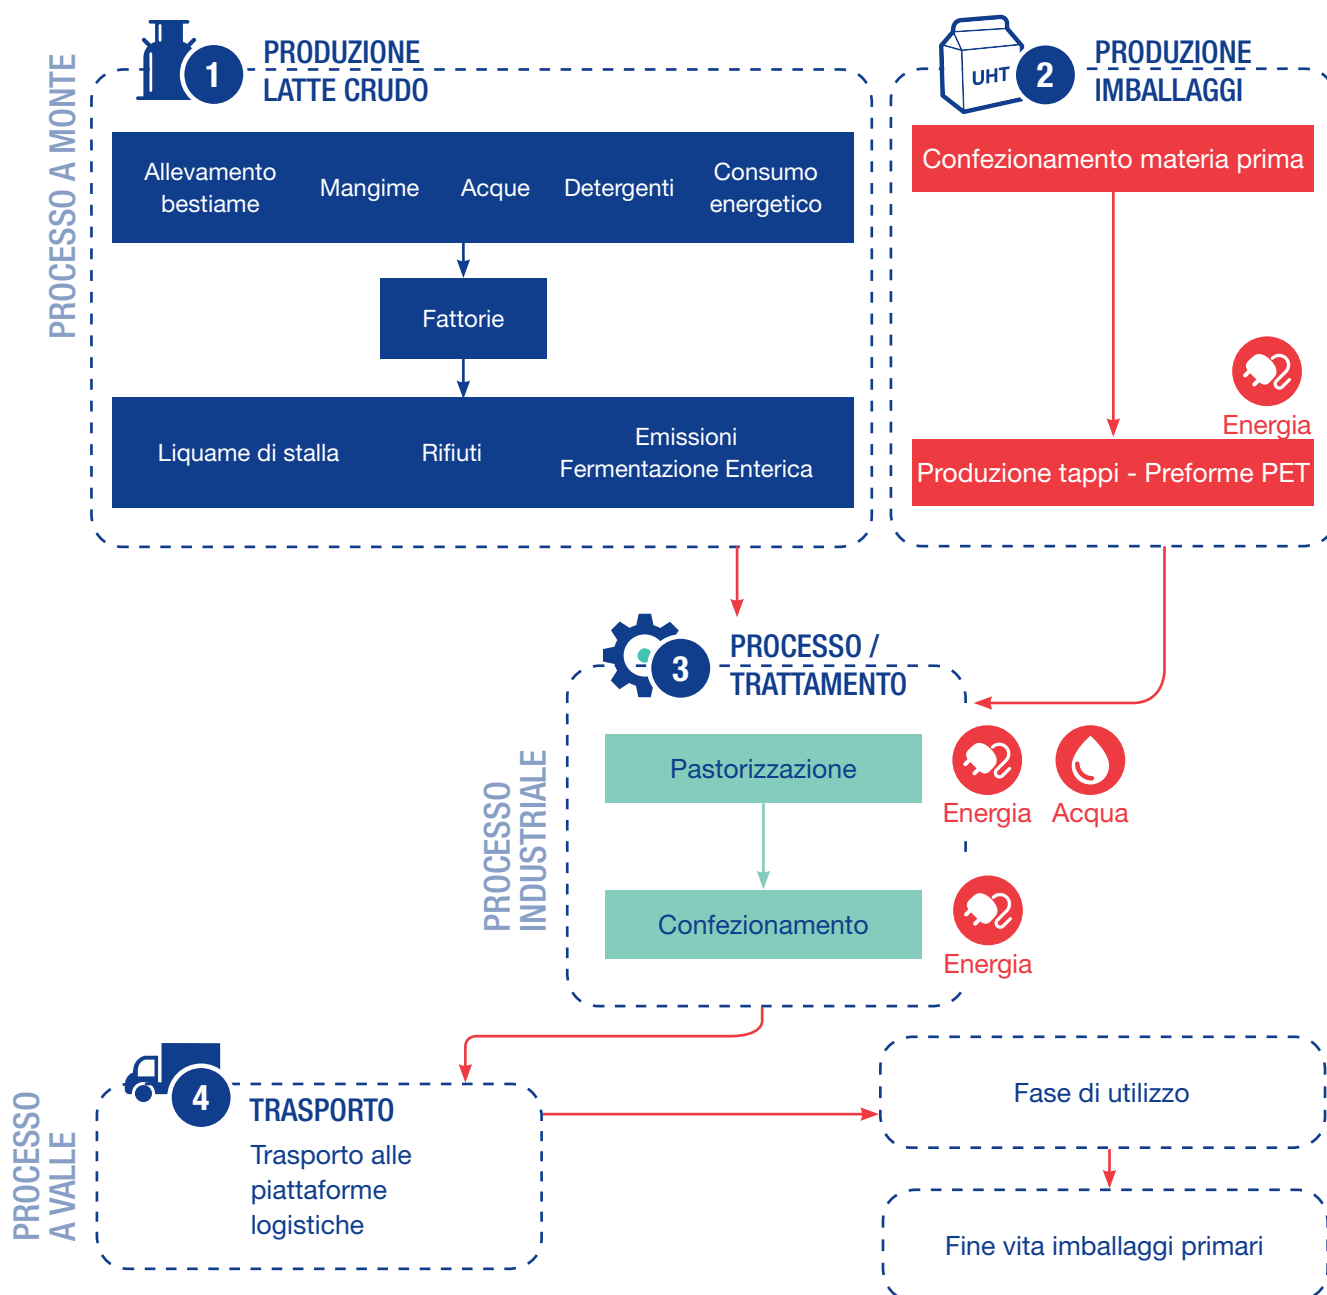 PROCESSO A MONTE
1
PRODUZIONE
LATTE CRUDO
Allevamento
bestiame
Mangime
Acque
Detergenti
Consumo
energetico
Fattorie
Liquame di stalla
Rifiuti
Emissioni
Fermentazione Enterica
UHT
2
PRODUZIONE
IMBALLAGGI
Confezionamento materia prima
Energia
Produzione tappi - Preforme PET
PROCESSO
INDUSTRIALE
3
PROCESSO /
TRATTAMENTO
Pastorizzazione
Energia
Acqua
Confezionamento
Energia
PROCESSO
A VALLE
4
TRASPORTO
Trasporto alle
piattaforme
logistiche
Fase di utilizzo
Fine vita imballaggi primari